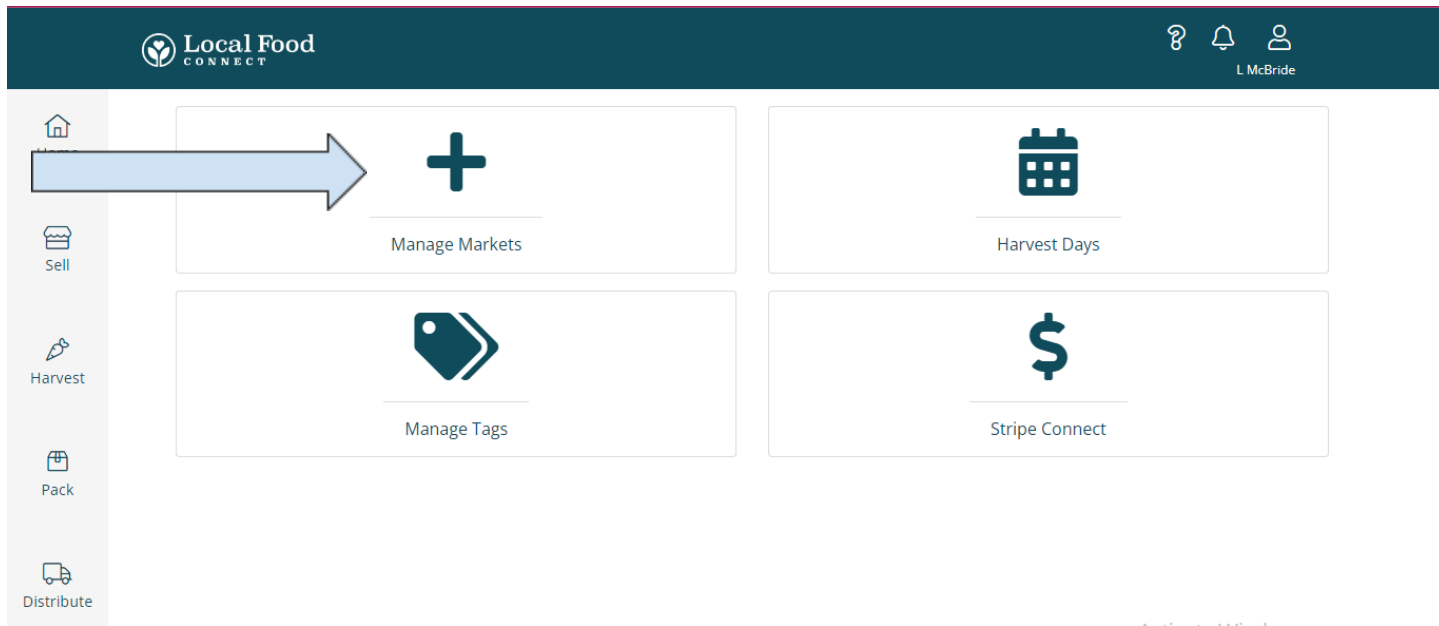 Local Food
CONNECT
L McBride
Manage Markets
Harvest Days
Sell
Manage Tags
Stripe Connect
Harvest
Pack
Distribute